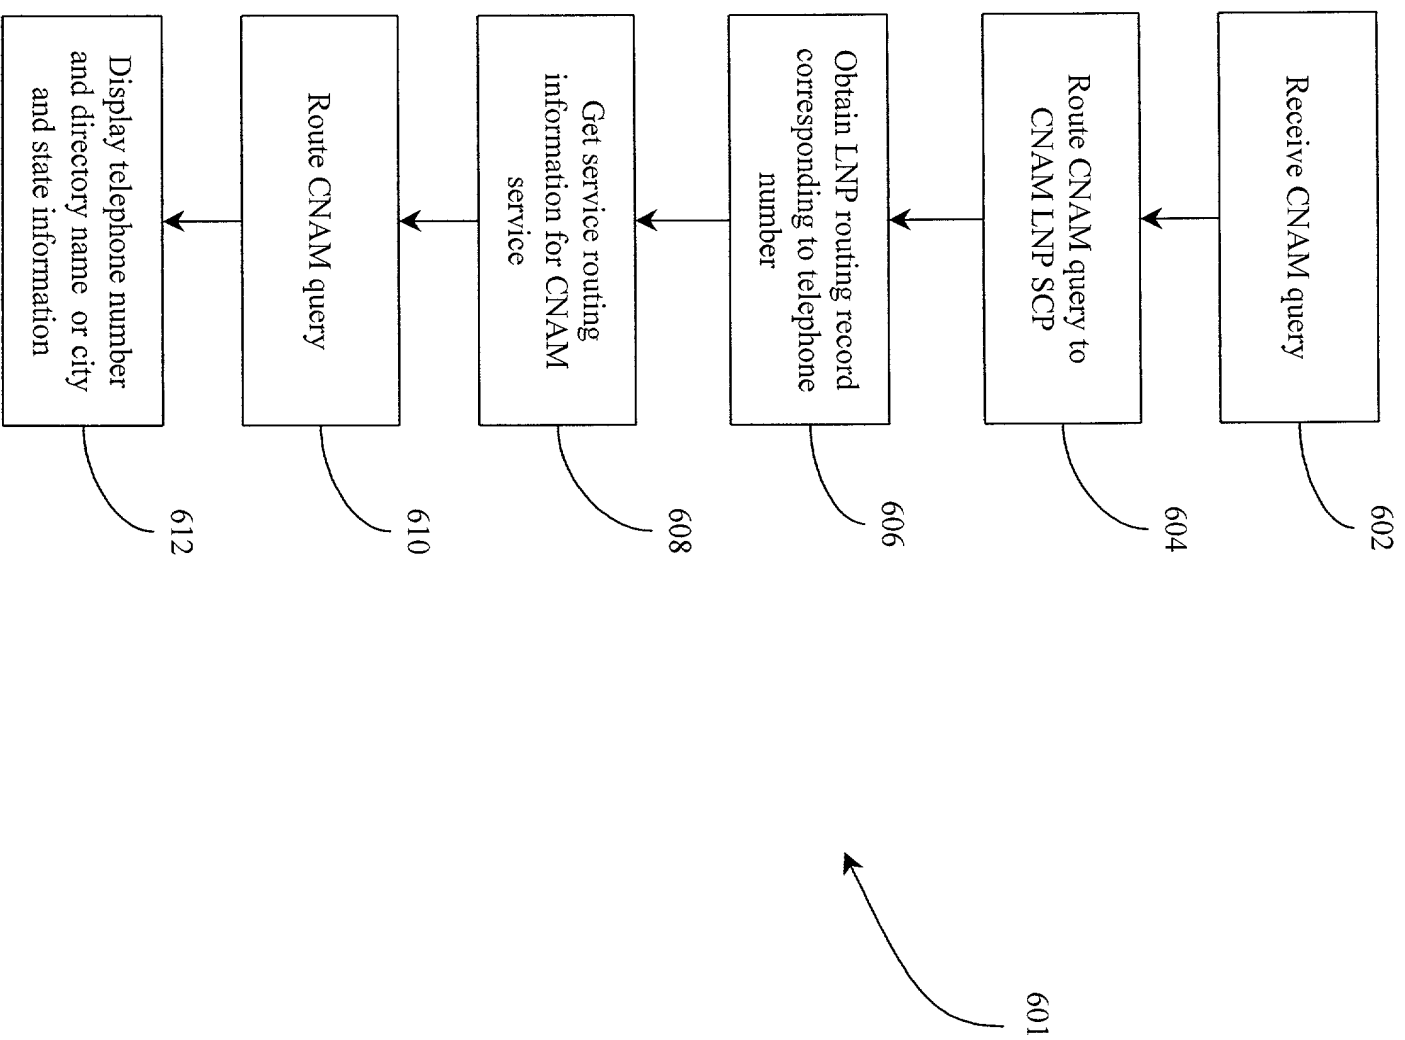 Receive CNAM query
602
Route CNAM query to
CNAM LNP SCP
604
Obtain LNP routing record
corresponding to telephone
number
606
Get service routing
information for CNAM
service
608
Route CNAM query
610
Display telephone number
and directory name or city
and state information
612
601